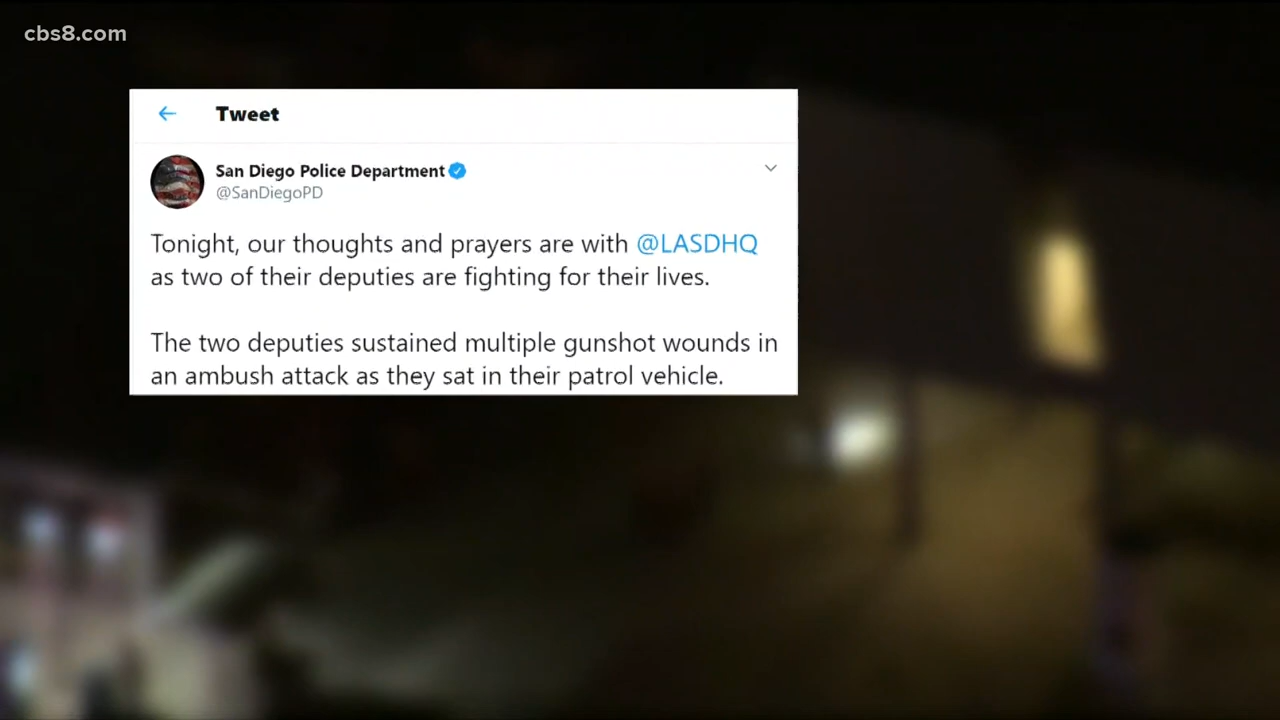 cbs8.com
Tweet
San Diego Police Department
@SanDiegoPD
Tonight, our thoughts and prayers are with @LASDHQ
as two of their deputies are fighting for their lives.
The two deputies sustained multiple gunshot wounds in
an ambush attack as they sat in their patrol vehicle.